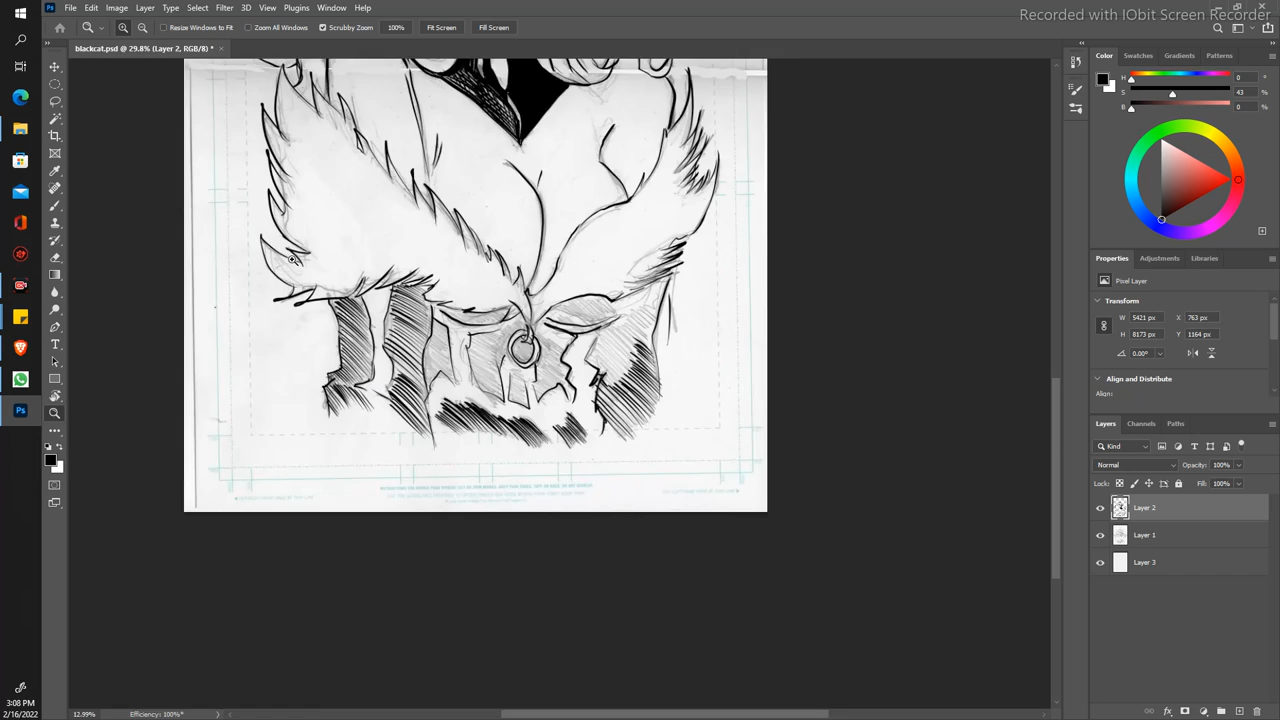 Recorded with IObit Screen Recorder
File Edit Image Layer Type Select Filter 3D View Plugins Window Help
Resize Windows to Fit Zoom All Windows Scrubby Zoom 100% Fit Screen Fill Screen
blackcat.psd @ 29.8% (Layer 2, RGB/8) * ×
Color Swatches Gradients Patterns
H 0 °
S 43 %
B 0 %
Properties Adjustments Libraries
Pixel Layer
Transform
W 5421 px X 763 px
H 8173 px Y 1164 px
0.00°
Align and Distribute
Align:
Layers Channels Paths
Kind
Normal Opacity: 100%
Lock: Fill: 100%
Layer 2
Layer 1
Layer 3
12.99% Efficiency: 100%*
3:08 PM
2/16/2022